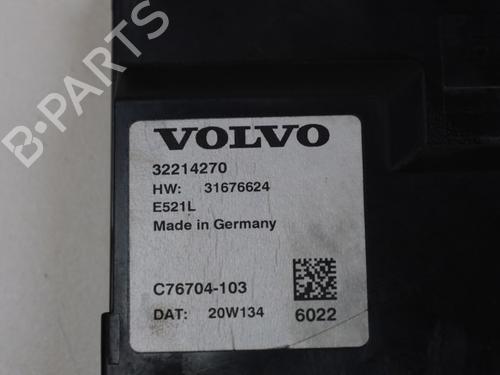 B-PARTS
VOLVO
32214270
HW: 31676624
E521L
Made in Germany
C76704-103
DAT: 20W134
6022